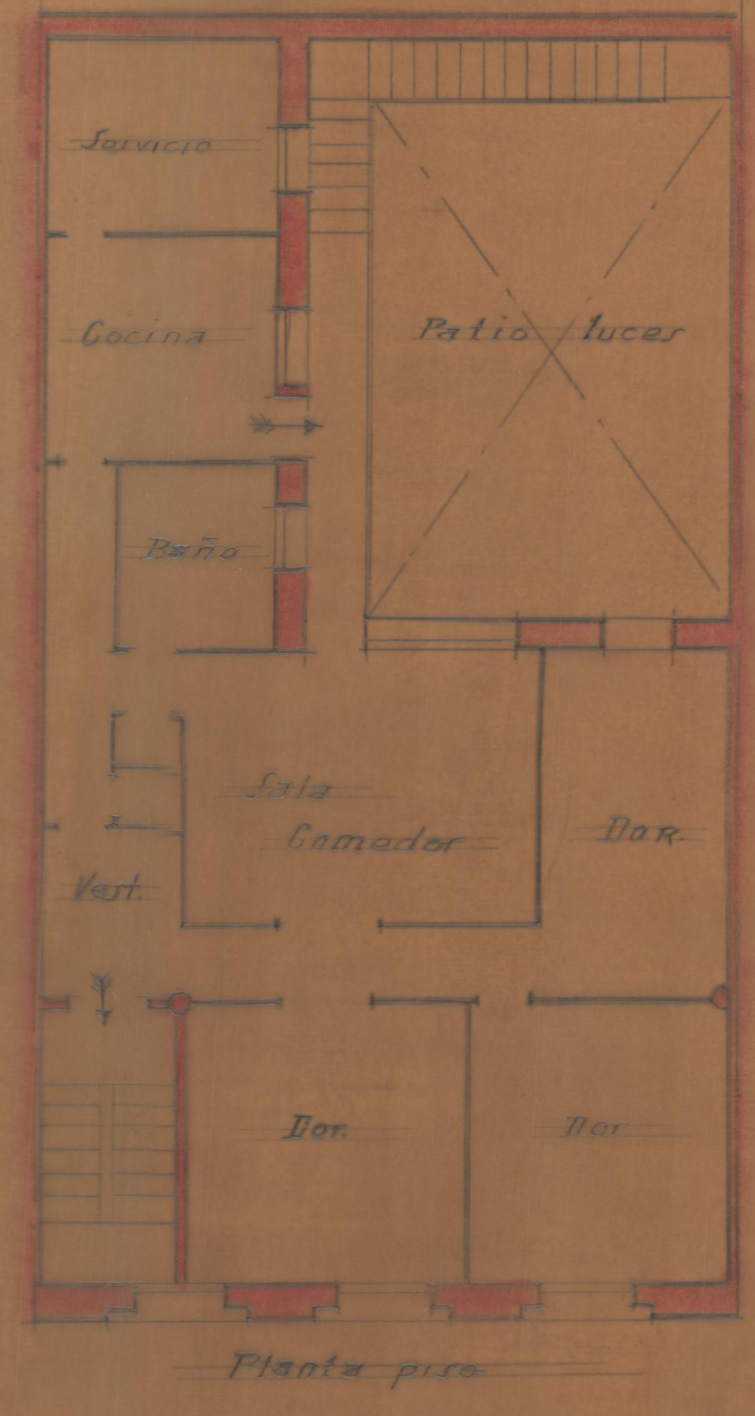 Servicio
Cocina
Patio luces
Baño
Sala
Comedor
Dor.
Vest.
Dor.
Dor
Planta piso